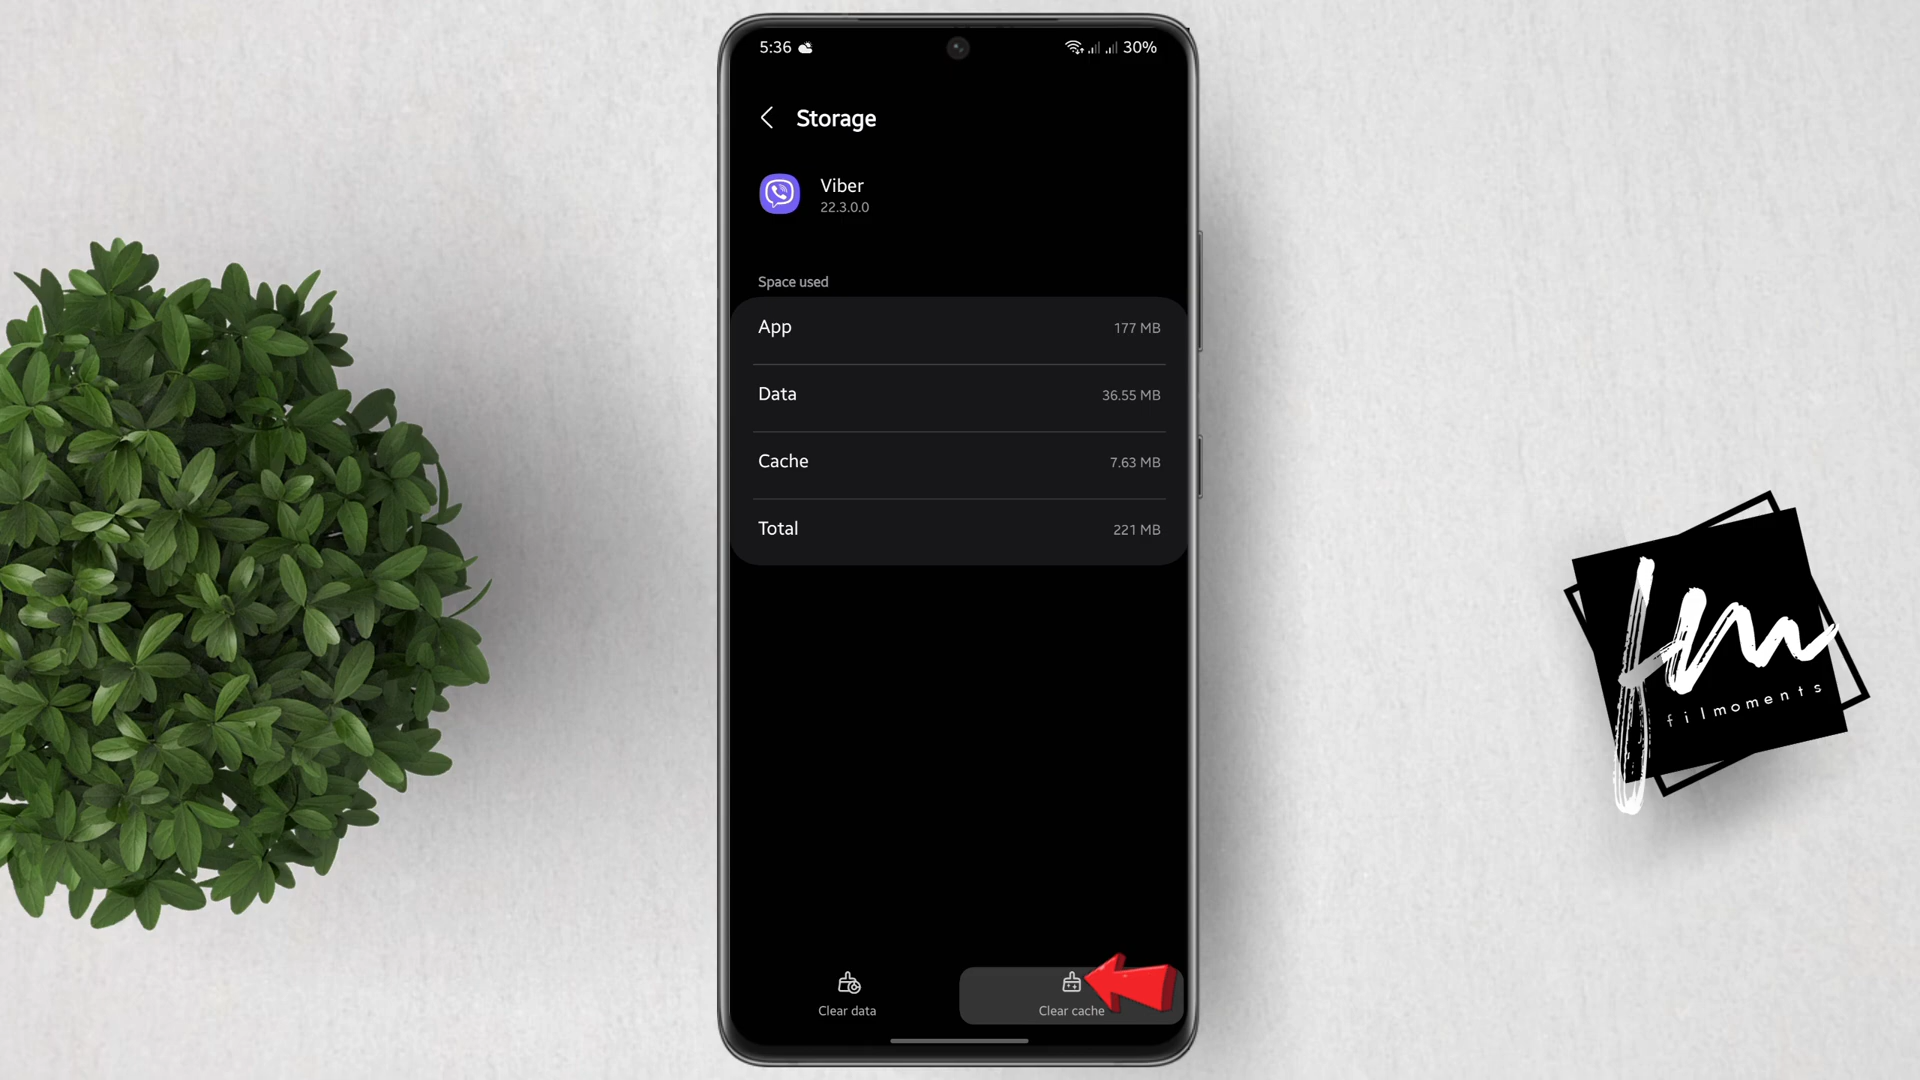 5:36
30%
Storage
Viber
22.3.0.0
Space used
App 177 MB
Data 36.55 MB
Cache 7.63 MB
Total 221 MB
Clear data
Clear cache
fm
filmoments